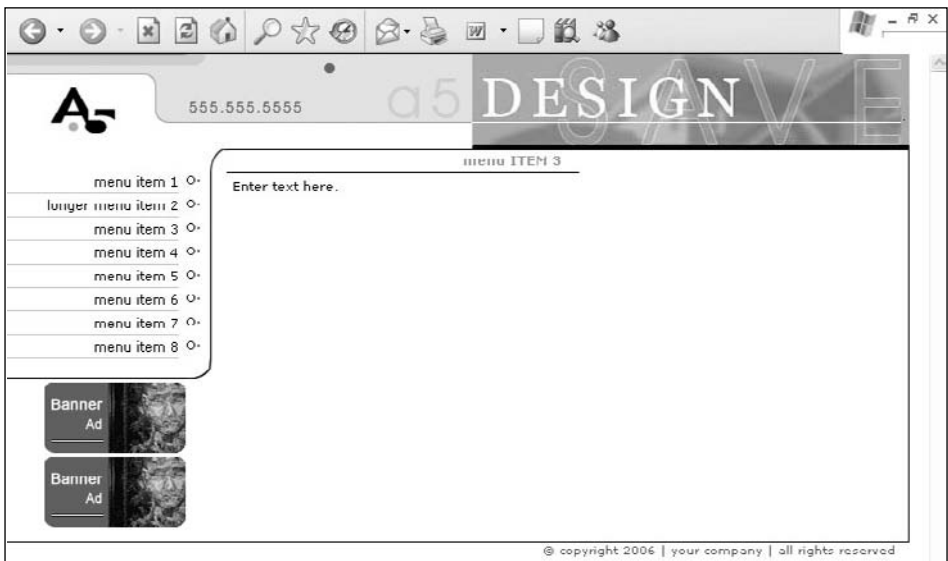 W
A5
555.555.5555
a5 DESIGN
SAVE
menu ITEM 3
Enter text here.
menu item 1
longer menu item 2
menu item 3
menu item 4
menu item 5
menu item 6
menu item 7
menu item 8
Banner
Ad
Banner
Ad
© copyright 2006 | your company | all rights reserved